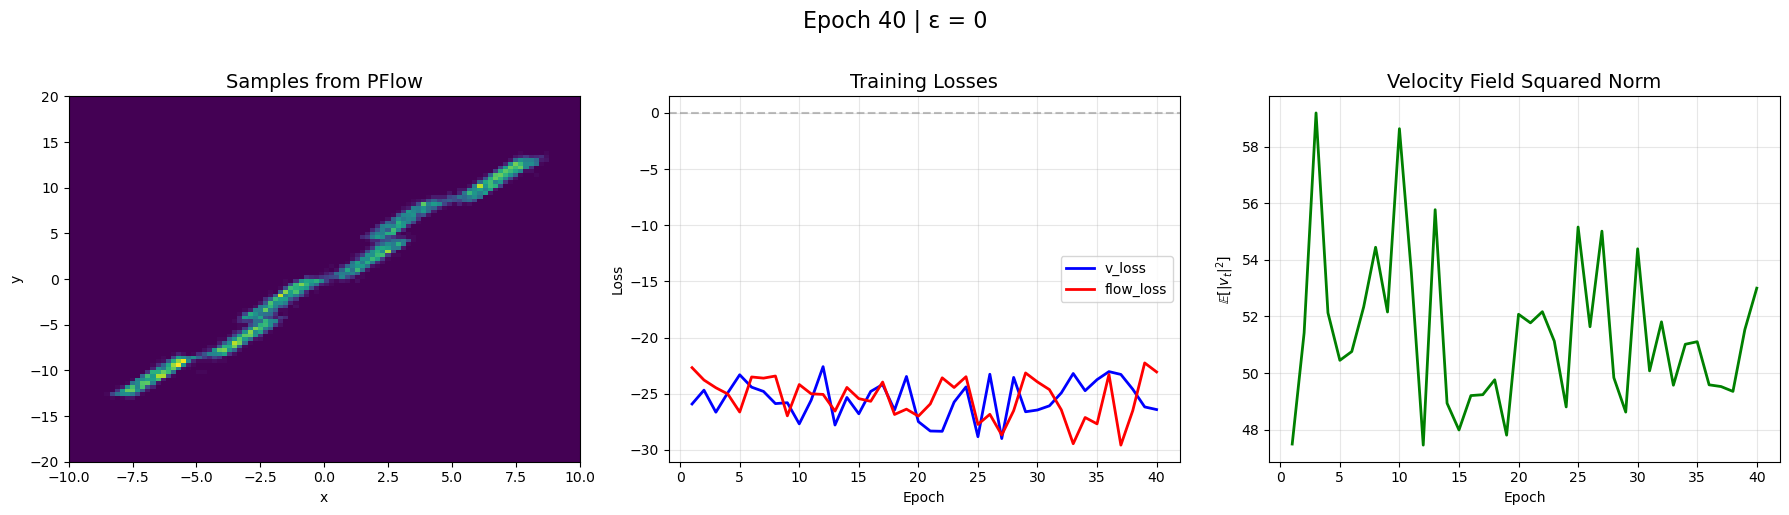 Epoch 40 | ε = 0
Samples from PFlow
20
15
10
5
0
−5
−10
−15
−20
y
−10.0 −7.5 −5.0 −2.5 0.0 2.5 5.0 7.5 10.0
x
Training Losses
0
−5
−10
−15
−20
−25
−30
Loss
v_loss
flow_loss
0 5 10 15 20 25 30 35 40
Epoch
Velocity Field Squared Norm
58
56
54
52
50
48
𝔼[|v_t|²]
0 5 10 15 20 25 30 35 40
Epoch